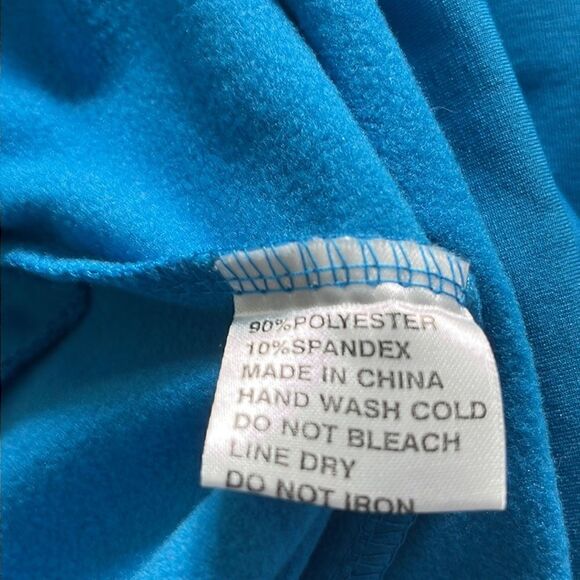 90%POLYESTER
10%SPANDEX
MADE IN CHINA
HAND WASH COLD
DO NOT BLEACH
LINE DRY
DO NOT IRON